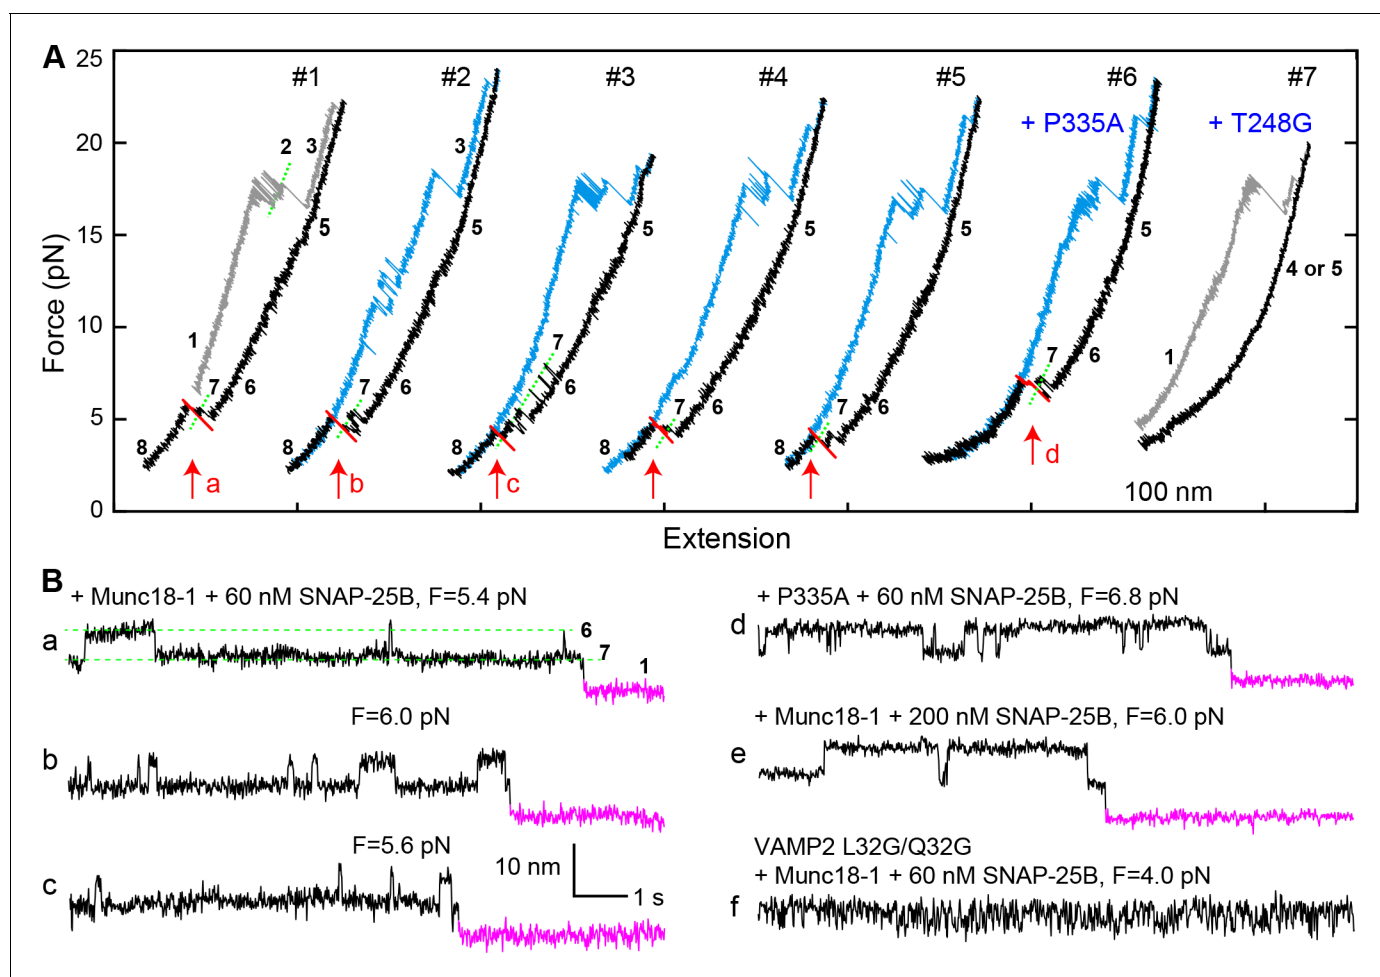 A
25
20
15
10
5
0
Force (pN)
#1 #2 #3 #4 #5 #6 #7
+ P335A + T248G
2 3 3
5 5 5 5 5 5 4 or 5
1 1
7 6 7 6 7 6 7 6 7 6 7 6
8 8 8 8 8
a b c d
100 nm
Extension
B
+ Munc18-1 + 60 nM SNAP-25B, F=5.4 pN
a 6
7
1
F=6.0 pN
b
F=5.6 pN
c
10 nm
1 s
+ P335A + 60 nM SNAP-25B, F=6.8 pN
d
+ Munc18-1 + 200 nM SNAP-25B, F=6.0 pN
e
VAMP2 L32G/Q32G
+ Munc18-1 + 60 nM SNAP-25B, F=4.0 pN
f